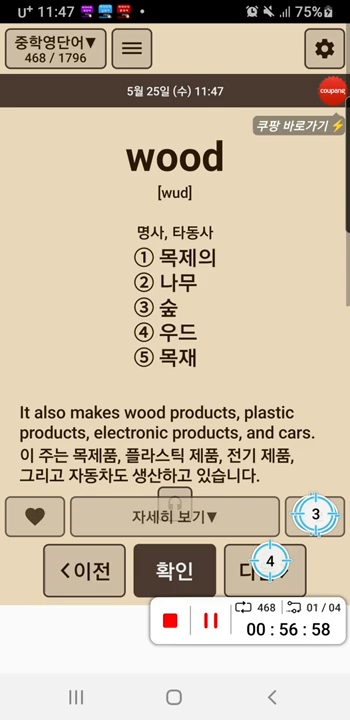 U+ 11:47 75%
중학영단어▼
468 / 1796
5월 25일 (수) 11:47
coupang
쿠팡 바로가기⚡
wood
[wud]
명사, 타동사
① 목제의
② 나무
③ 숲
④ 우드
⑤ 목재
It also makes wood products, plastic
products, electronic products, and cars.
이 주는 목제품, 플라스틱 제품, 전기 제품,
그리고 자동차도 생산하고 있습니다.
자세히 보기▼
3
<이전
확인
4
468 01 / 04
00 : 56 : 58